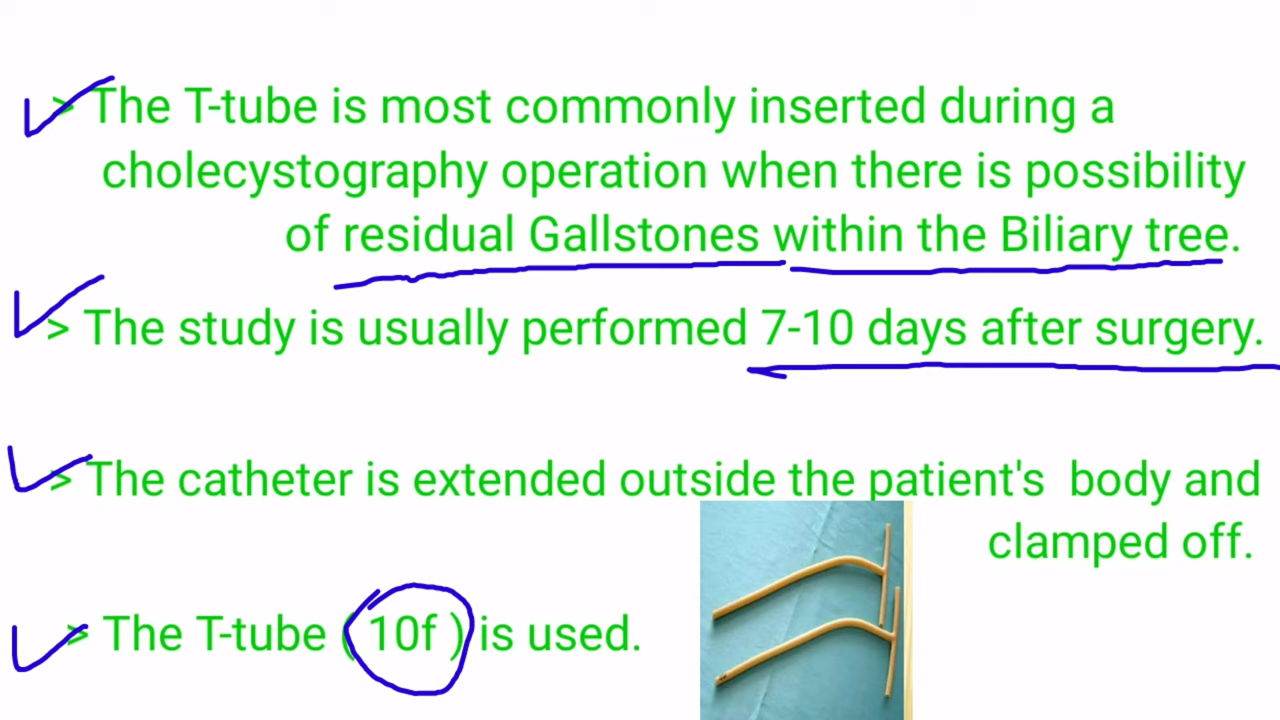 > The T-tube is most commonly inserted during a
cholecystography operation when there is possibility
of residual Gallstones within the Biliary tree.
> The study is usually performed 7-10 days after surgery.
> The catheter is extended outside the patient's body and
clamped off.
> The T-tube ( 10f ) is used.